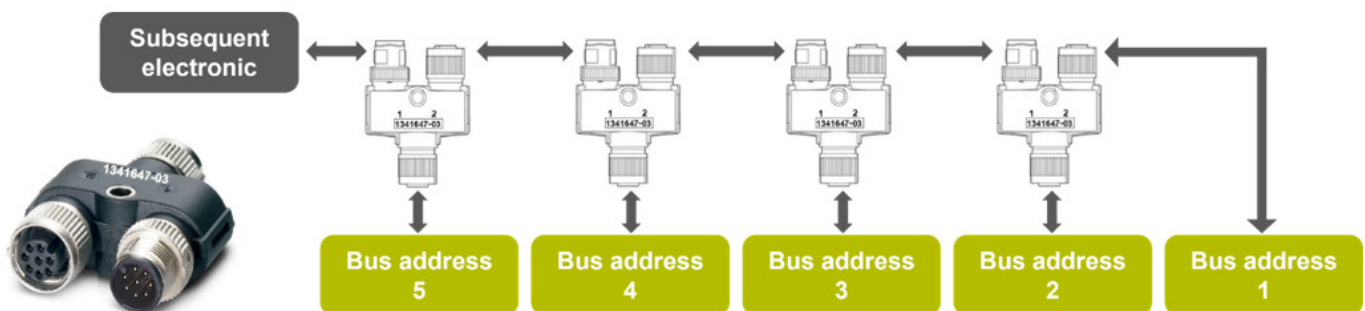 Subsequent
electronic
1 2
1341647-03
1 2
1341647-03
1 2
1341647-03
1 2
1341647-03
1341647-03
Bus address
5
Bus address
4
Bus address
3
Bus address
2
Bus address
1